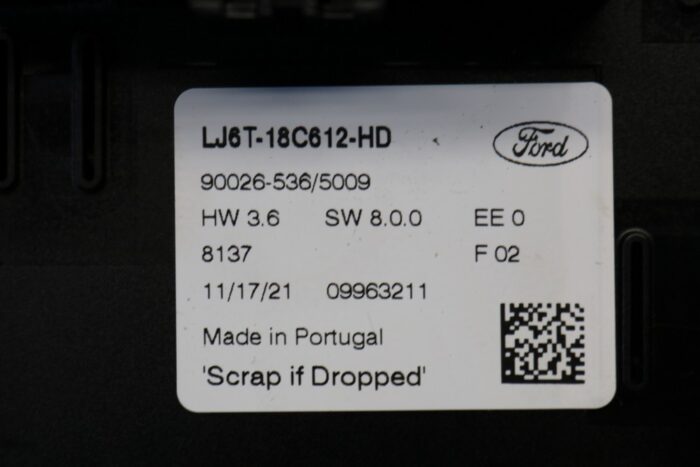 LJ6T-18C612-HD
Ford
90026-536/5009
HW 3.6 SW 8.0.0 EE 0
8137 F 02
11/17/21 09963211
Made in Portugal
'Scrap if Dropped'